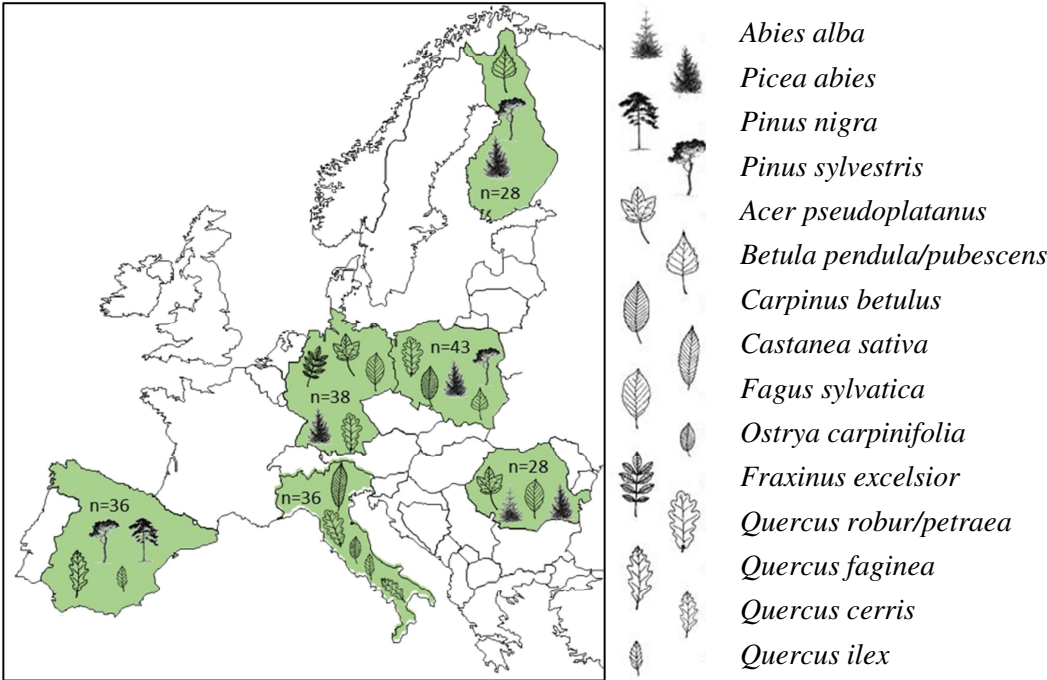 n=28
n=43
n=38
n=28
n=36
n=36
Abies alba
Picea abies
Pinus nigra
Pinus sylvestris
Acer pseudoplatanus
Betula pendula/pubescens
Carpinus betulus
Castanea sativa
Fagus sylvatica
Ostrya carpinifolia
Fraxinus excelsior
Quercus robur/petraea
Quercus faginea
Quercus cerris
Quercus ilex